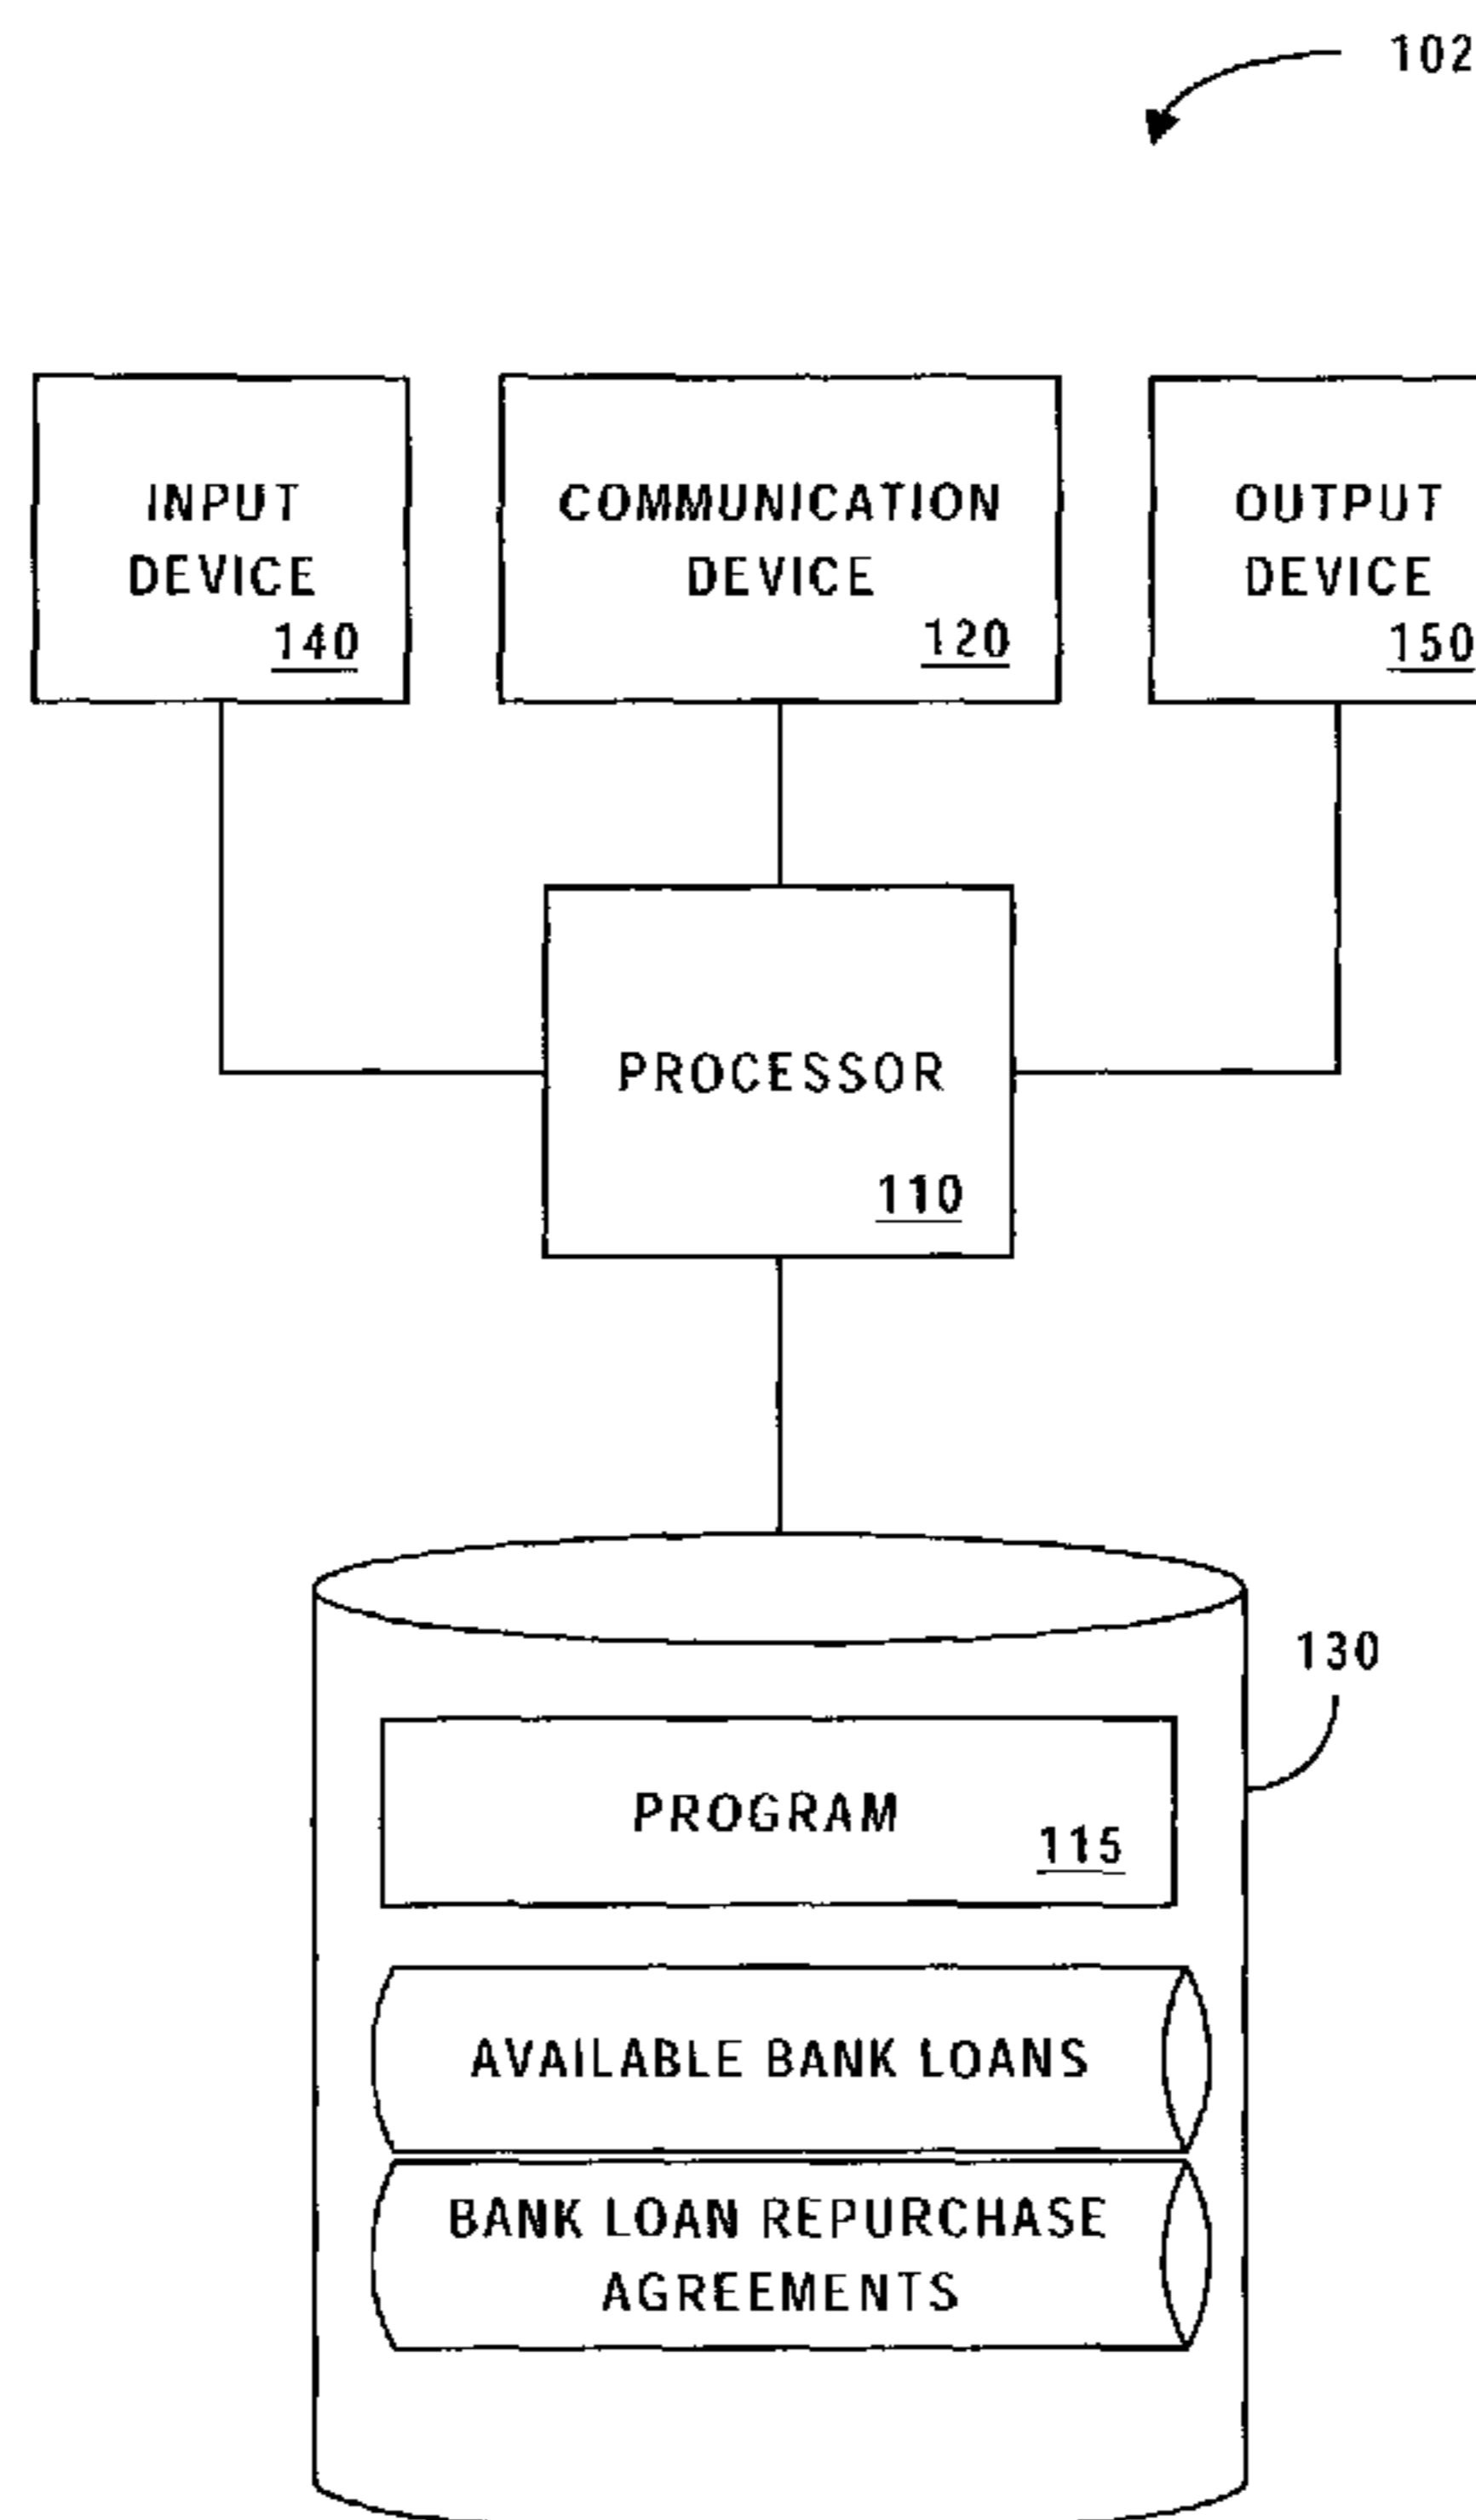 102
INPUT
DEVICE
140
COMMUNICATION
DEVICE
120
OUTPUT
DEVICE
150
PROCESSOR
110
130
PROGRAM
115
AVAILABLE BANK LOANS
BANK LOAN REPURCHASE
AGREEMENTS